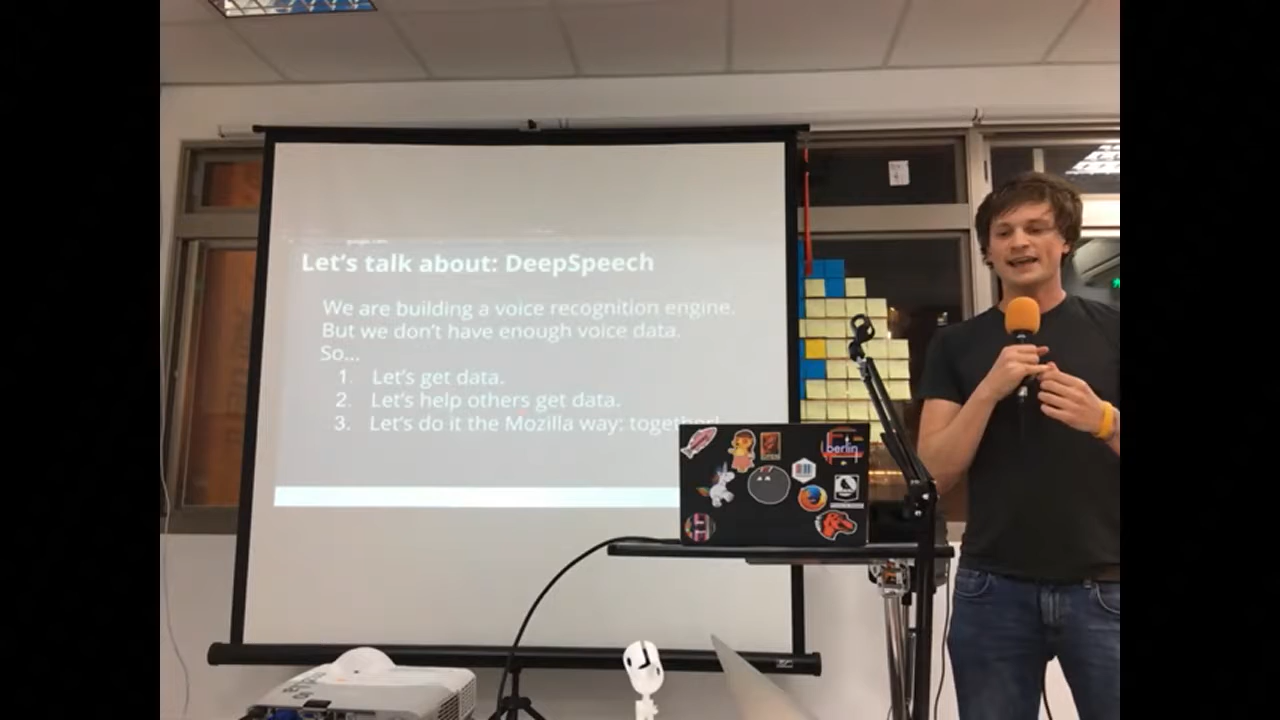 Let's talk about: DeepSpeech
We are building a voice recognition engine.
But we don't have enough voice data.
So...
1. Let's get data.
2. Let's help others get data.
3. Let's do it the Mozilla way: together!
berlin